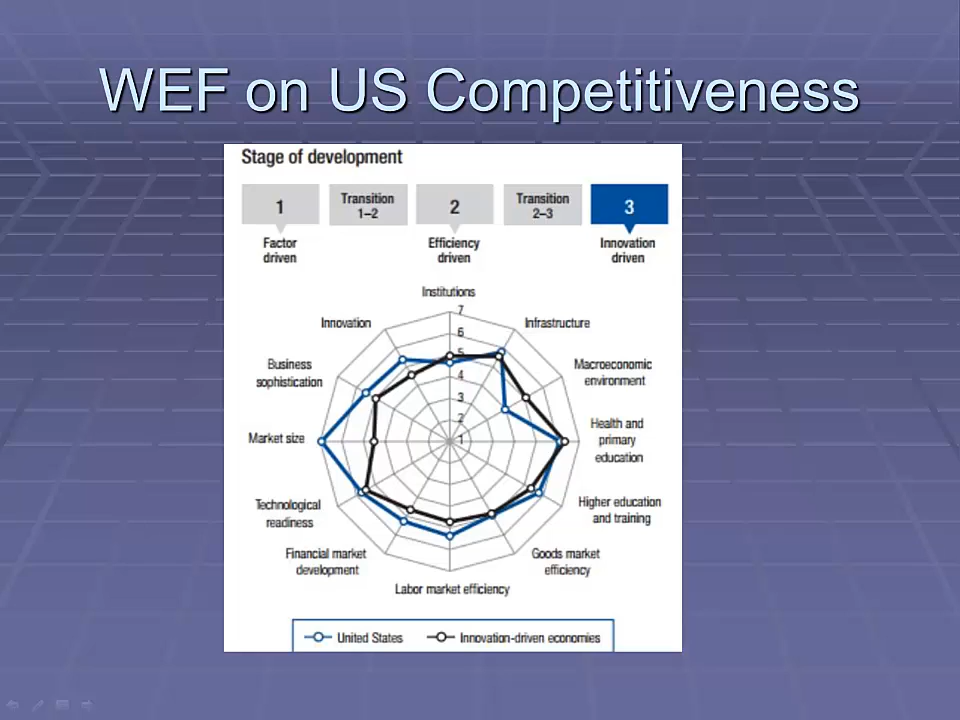 WEF on US Competitiveness
Stage of development
1
Transition
1–2
2
Transition
2–3
3
Factor
driven
Efficiency
driven
Innovation
driven
Institutions
7
Innovation
Infrastructure
6
5
Business
sophistication
Macroeconomic
environment
4
3
2
Market size
1
Health and
primary
education
Technological
readiness
Higher education
and training
Financial market
development
Goods market
efficiency
Labor market efficiency
United States
Innovation-driven economies